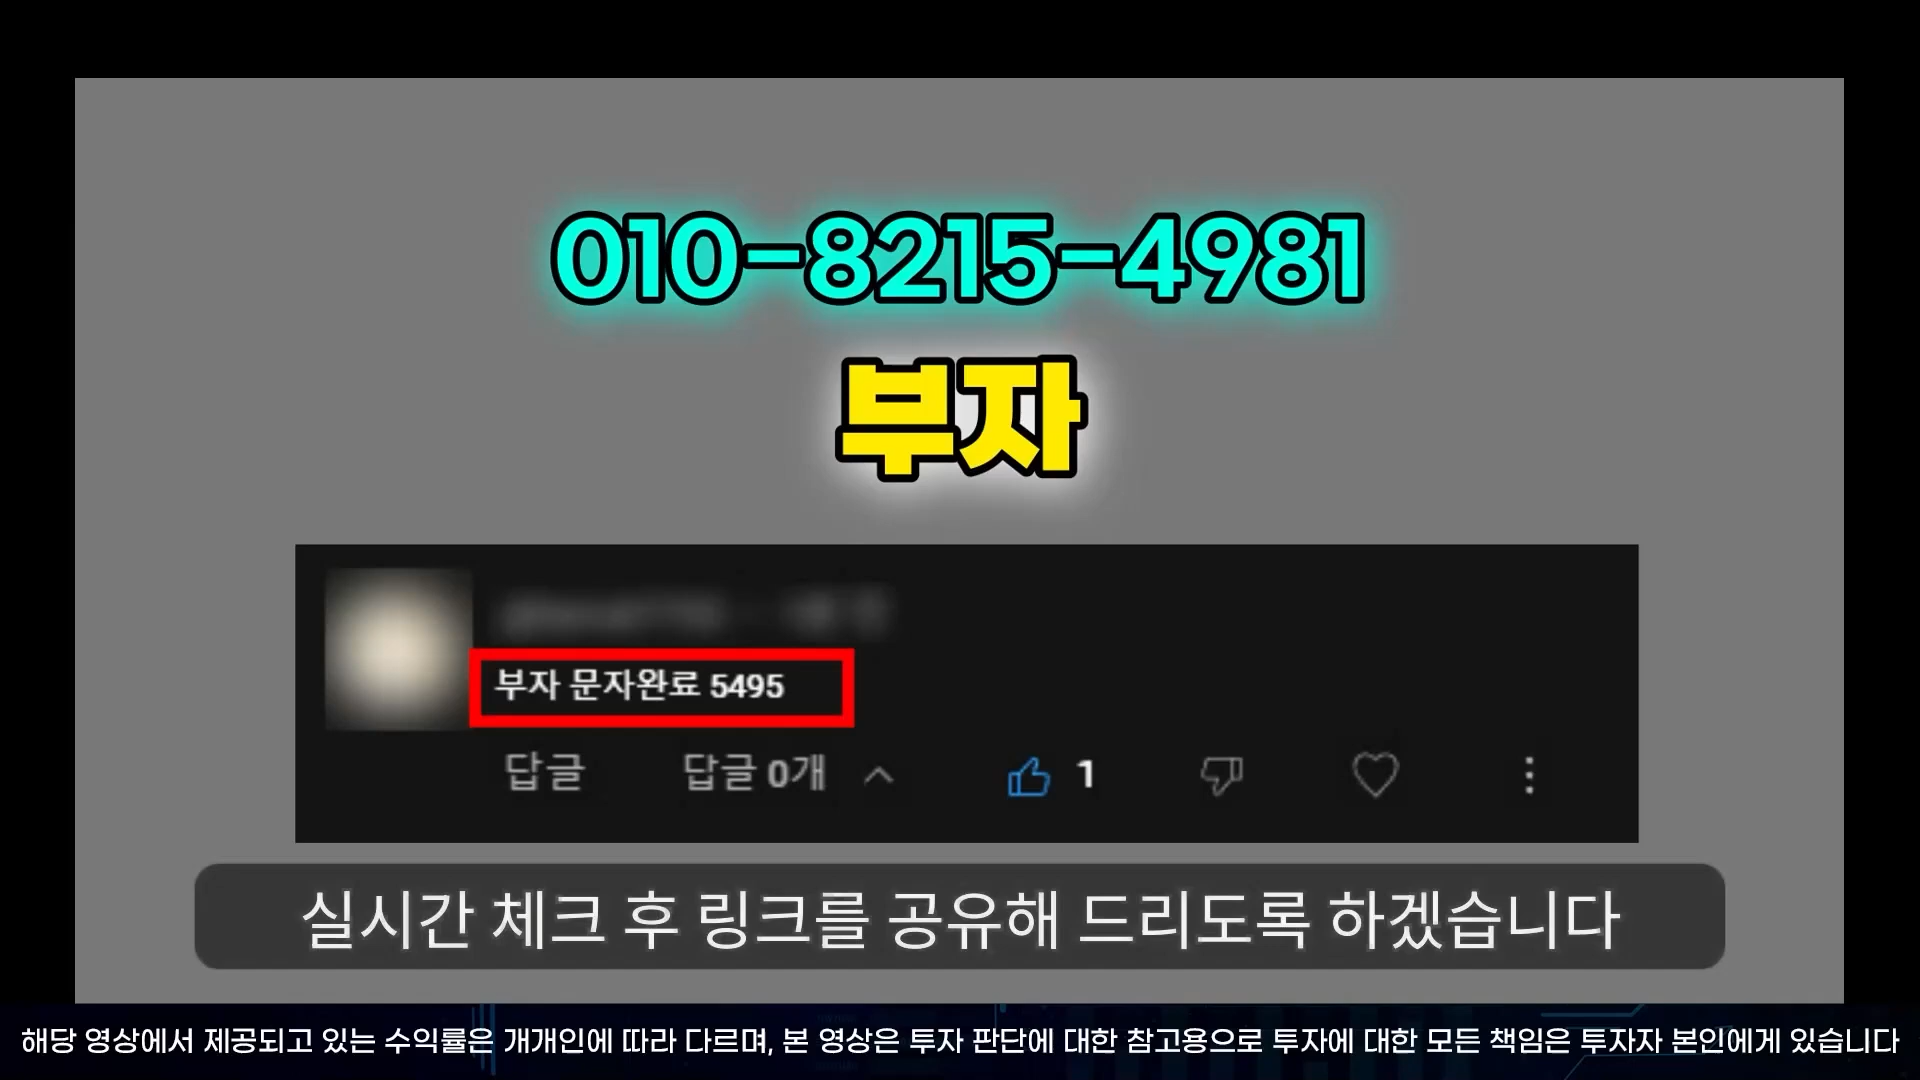 010-8215-4981
부자
부자 문자완료 5495
답글 답글 0개 1
실시간 체크 후 링크를 공유해 드리도록 하겠습니다
해당 영상에서 제공되고 있는 수익률은 개개인에 따라 다르며, 본 영상은 투자 판단에 대한 참고용으로 투자에 대한 모든 책임은 투자자 본인에게 있습니다